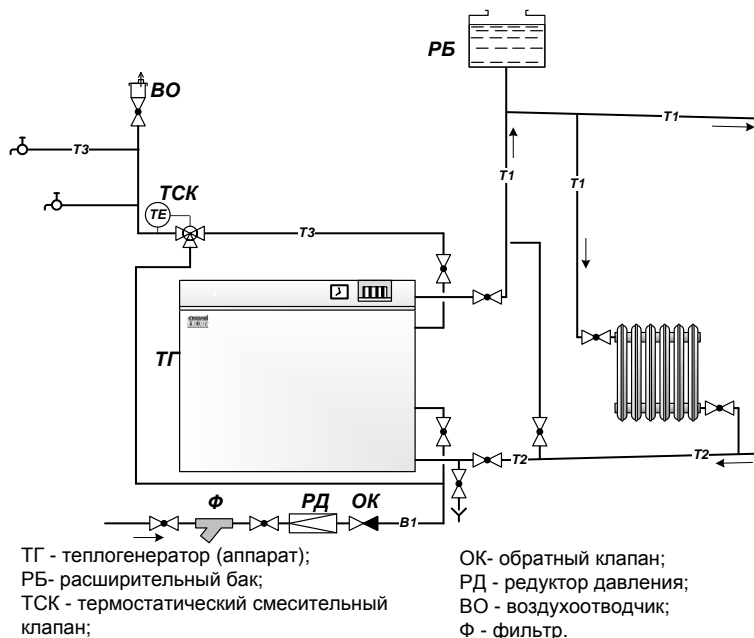 РБ
ВО
Т1
Т3
ТСК
Т1
Т1
ТЕ
Т3
ТГ
Т2
Т2
Ф
РД
ОК
В1
ТГ - теплогенератор (аппарат);
РБ- расширительный бак;
ТСК - термостатический смесительный
клапан;
ОК- обратный клапан;
РД - редуктор давления;
ВО - воздухоотводчик;
Ф - фильтр.